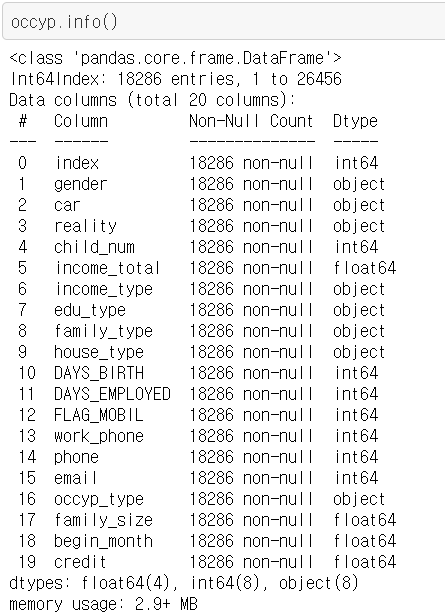 occyp.info()
<class 'pandas.core.frame.DataFrame'>
Int64Index: 18286 entries, 1 to 26456
Data columns (total 20 columns):
 #   Column         Non-Null Count  Dtype
---  ------         --------------  -----
 0   index          18286 non-null  int64
 1   gender         18286 non-null  object
 2   car            18286 non-null  object
 3   reality        18286 non-null  object
 4   child_num      18286 non-null  int64
 5   income_total   18286 non-null  float64
 6   income_type    18286 non-null  object
 7   edu_type       18286 non-null  object
 8   family_type    18286 non-null  object
 9   house_type     18286 non-null  object
 10  DAYS_BIRTH     18286 non-null  int64
 11  DAYS_EMPLOYED  18286 non-null  int64
 12  FLAG_MOBIL     18286 non-null  int64
 13  work_phone     18286 non-null  int64
 14  phone          18286 non-null  int64
 15  email          18286 non-null  int64
 16  occyp_type     18286 non-null  object
 17  family_size    18286 non-null  float64
 18  begin_month    18286 non-null  float64
 19  credit         18286 non-null  float64
dtypes: float64(4), int64(8), object(8)
memory usage: 2.9+ MB